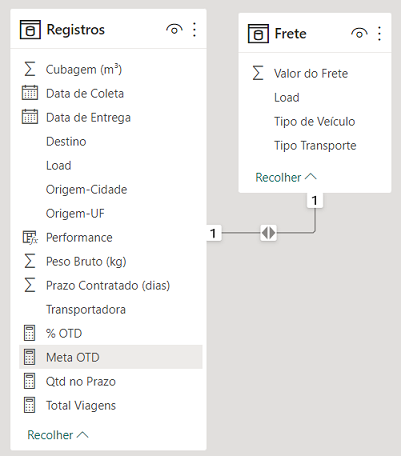 Registros
Cubagem (m³)
Data de Coleta
Data de Entrega
Destino
Load
Origem-Cidade
Origem-UF
Performance
Peso Bruto (kg)
Prazo Contratado (dias)
Transportadora
% OTD
Meta OTD
Qtd no Prazo
Total Viagens
Recolher
Frete
Valor do Frete
Load
Tipo de Veículo
Tipo Transporte
Recolher
1
1